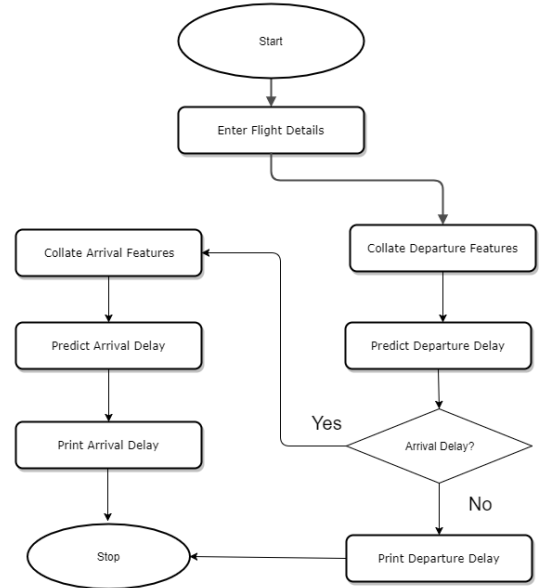 Start
Enter Flight Details
Collate Arrival Features
Collate Departure Features
Predict Arrival Delay
Predict Departure Delay
Yes
Print Arrival Delay
Arrival Delay?
No
Stop
Print Departure Delay